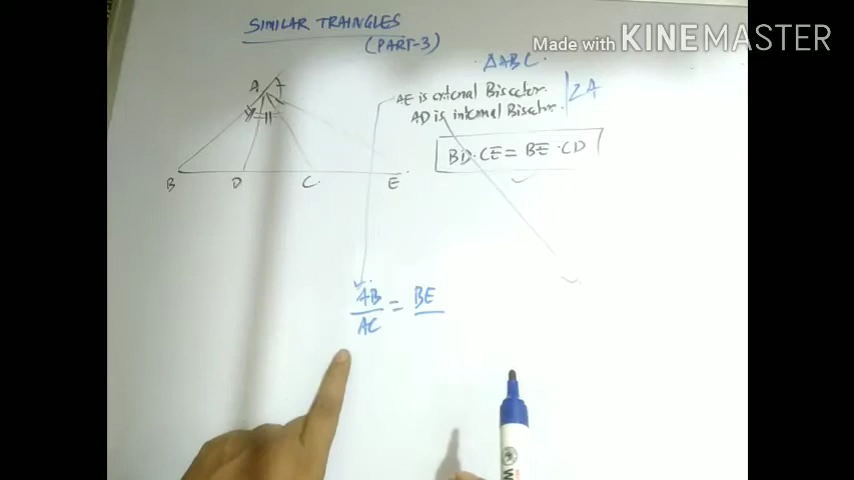 SIMILAR TRAINGLES
(PART-3)
Made with KINEMASTER
ΔABC.
AE is external Bisector.
AD is internal Bisector.
∠A
BD·CE = BE·CD
A
B D C. E
AB/AC = BE